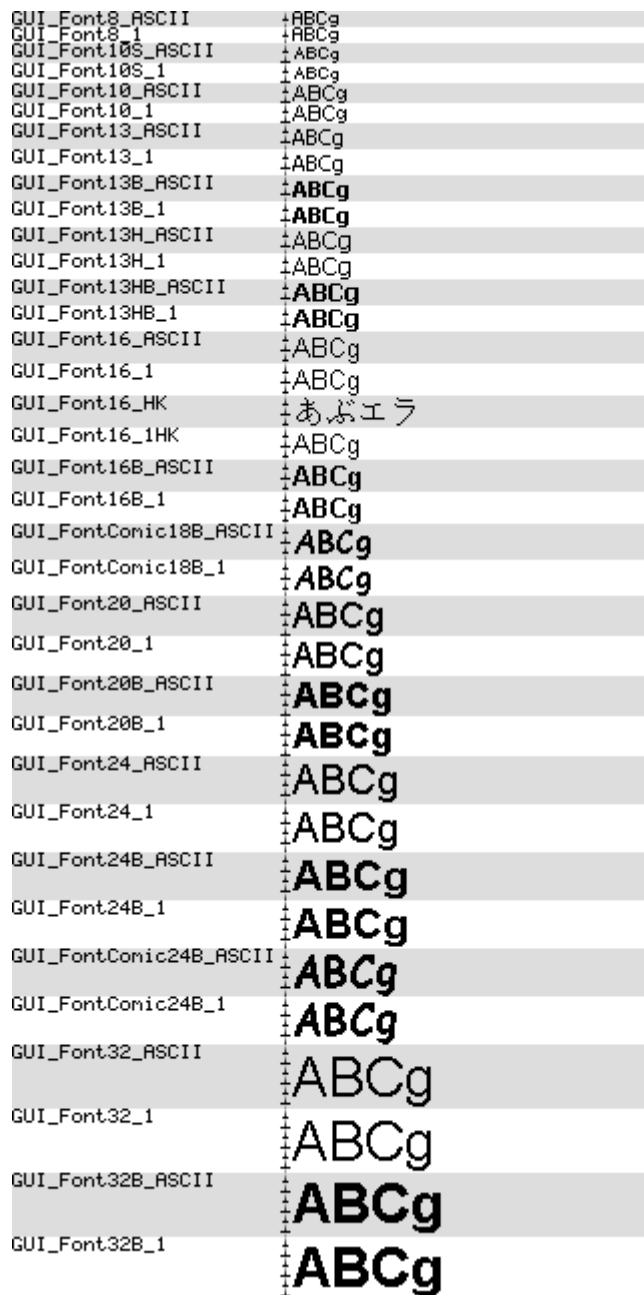 GUI_Font8_ASCII ABCg
GUI_Font8_1 ABCg
GUI_Font10S_ASCII ABCg
GUI_Font10S_1 ABCg
GUI_Font10_ASCII ABCg
GUI_Font10_1 ABCg
GUI_Font13_ASCII ABCg
GUI_Font13_1 ABCg
GUI_Font13B_ASCII ABCg
GUI_Font13B_1 ABCg
GUI_Font13H_ASCII ABCg
GUI_Font13H_1 ABCg
GUI_Font13HB_ASCII ABCg
GUI_Font13HB_1 ABCg
GUI_Font16_ASCII ABCg
GUI_Font16_1 ABCg
GUI_Font16_HK あぶエラ
GUI_Font16_1HK ABCg
GUI_Font16B_ASCII ABCg
GUI_Font16B_1 ABCg
GUI_FontComic18B_ASCII ABCg
GUI_FontComic18B_1 ABCg
GUI_Font20_ASCII ABCg
GUI_Font20_1 ABCg
GUI_Font20B_ASCII ABCg
GUI_Font20B_1 ABCg
GUI_Font24_ASCII ABCg
GUI_Font24_1 ABCg
GUI_Font24B_ASCII ABCg
GUI_Font24B_1 ABCg
GUI_FontComic24B_ASCII ABCg
GUI_FontComic24B_1 ABCg
GUI_Font32_ASCII ABCg
GUI_Font32_1 ABCg
GUI_Font32B_ASCII ABCg
GUI_Font32B_1 ABCg